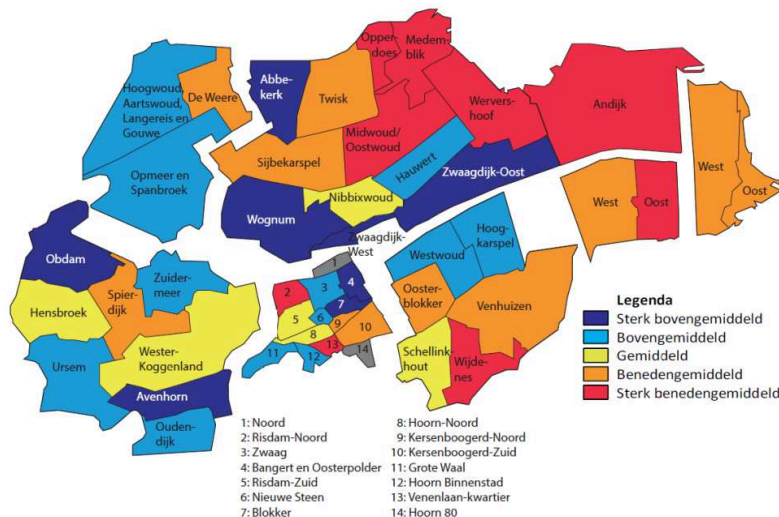 Hoogwoud,
Aartswoud,
Langereis en
Gouwe
De Weere
Abbe-
kerk
Twisk
Opper-
does
Medem-
blik
Wervers-
hoof
Andijk
Midwoud/
Oostwoud
Sijbekarspel
Hauwert
Opmeer en
Spanbroek
Nibbixwoud
Zwaagdijk-Oost
Wognum
Zwaagdijk-
West
West
Oost
West
Oost
Obdam
Zuider-
meer
Hensbroek
Spier-
dijk
Wester-
Koggenland
Ursem
Avenhorn
Ouden-
dijk
Hoog-
karspel
Westwoud
Ooster-
blokker
Venhuizen
Schellink-
hout
Wijde-
nes
1
2
3
4
5
6
7
8
9
10
11
12
13
14
Legenda
Sterk bovengemiddeld
Bovengemiddeld
Gemiddeld
Benedengemiddeld
Sterk benedengemiddeld
1: Noord
2: Risdam-Noord
3: Zwaag
4: Bangert en Oosterpolder
5: Risdam-Zuid
6: Nieuwe Steen
7: Blokker
8: Hoorn-Noord
9: Kersenboogerd-Noord
10: Kersenboogerd-Zuid
11: Grote Waal
12: Hoorn Binnenstad
13: Venenlaan-kwartier
14: Hoorn 80